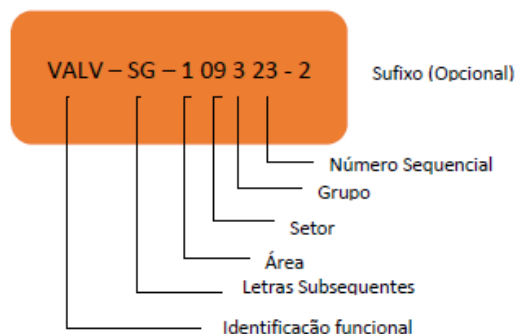 VALV – SG – 1 09 3 23 - 2
Sufixo (Opcional)
Número Sequencial
Grupo
Setor
Área
Letras Subsequentes
Identificação funcional